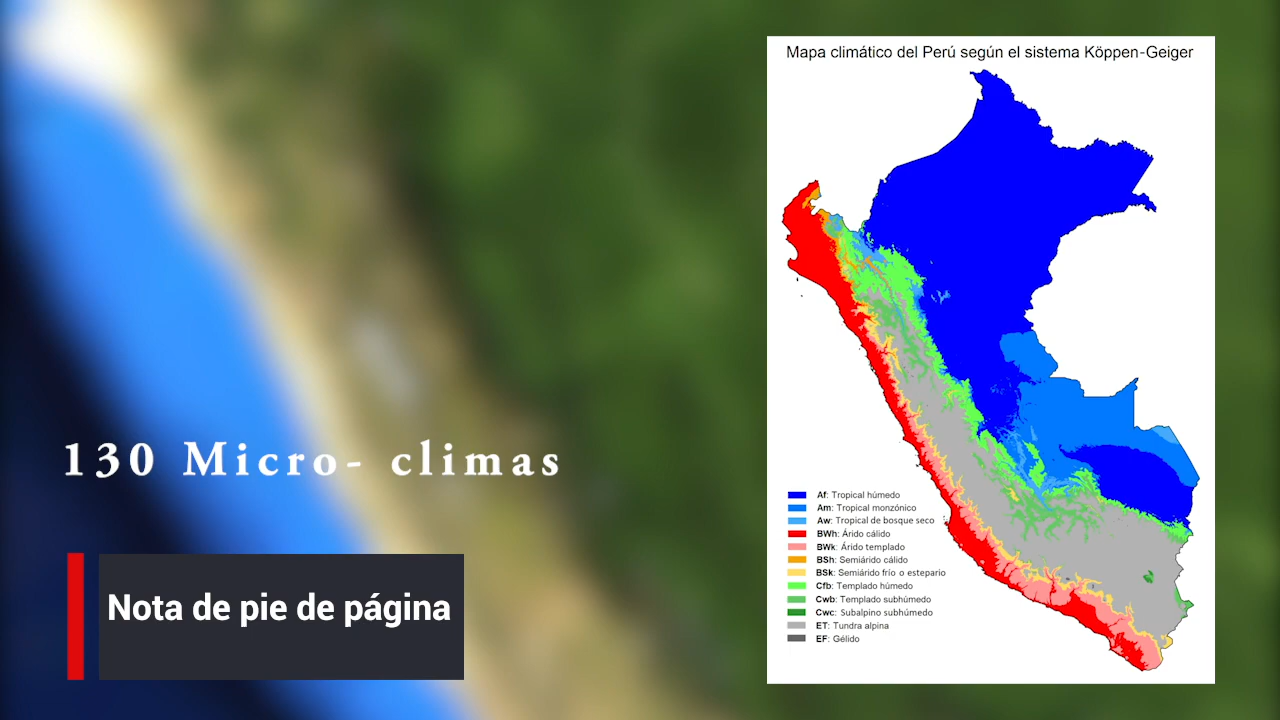 Mapa climático del Perú según el sistema Köppen-Geiger
130 Micro- climas
Nota de pie de página
Af: Tropical húmedo
Am: Tropical monzónico
Aw: Tropical de bosque seco
BWh: Árido cálido
BWk: Árido templado
BSh: Semiárido cálido
BSk: Semiárido frío o estepario
Cfb: Templado húmedo
Cwb: Templado subhúmedo
Cwc: Subalpino subhúmedo
ET: Tundra alpina
EF: Gélido